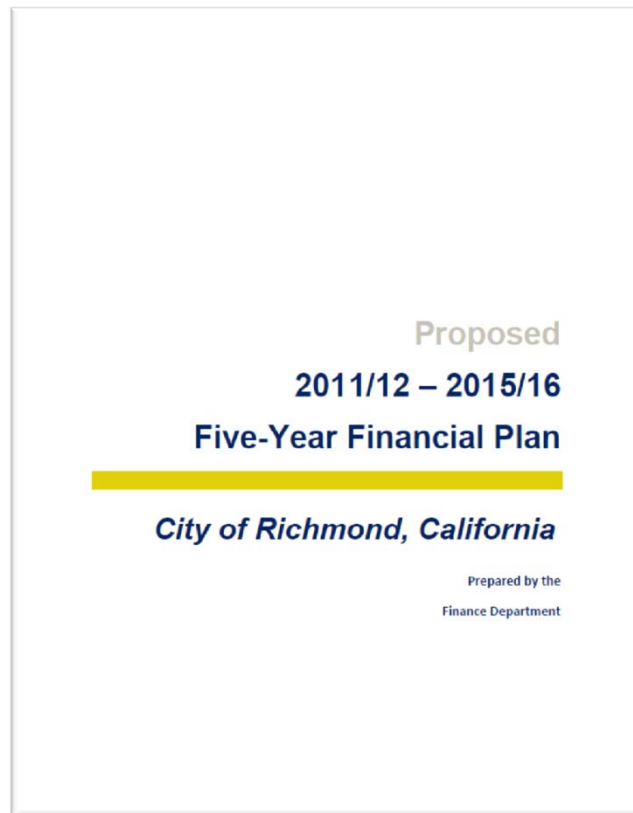 Proposed
2011/12 – 2015/16
Five-Year Financial Plan
City of Richmond, California
Prepared by the
Finance Department